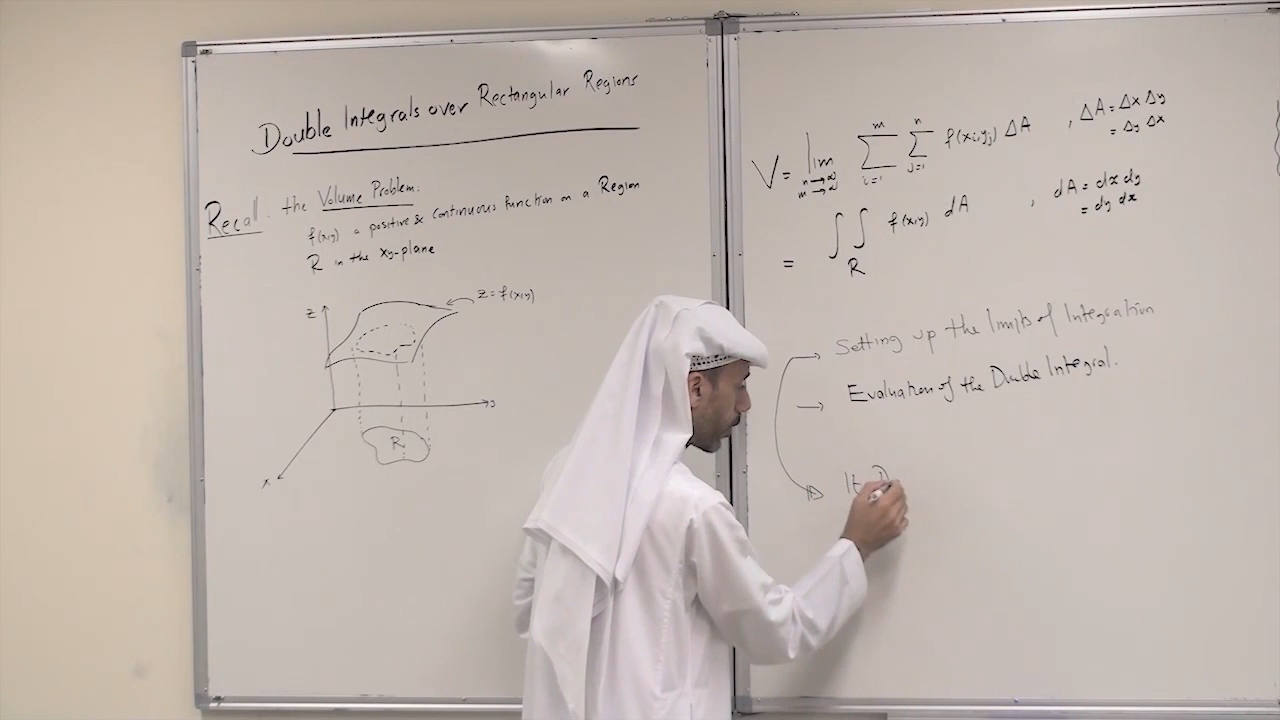 Double Integrals over Rectangular Regions
Recall: the Volume Problem:
f(x,y) a positive & continuous function on a Region
R in the xy-plane
z
z = f(x,y)
y
R
x
V = lim n→∞ m→∞ ∑ i=1 m ∑ j=1 n f(xi,yj) ΔA , ΔA = Δx Δy
= Δy Δx
= ∫ ∫ R f(x,y) dA , dA = dx dy
= dy dx
→ Setting up the limits of Integration
→ Evaluation of the Double Integral.
It D